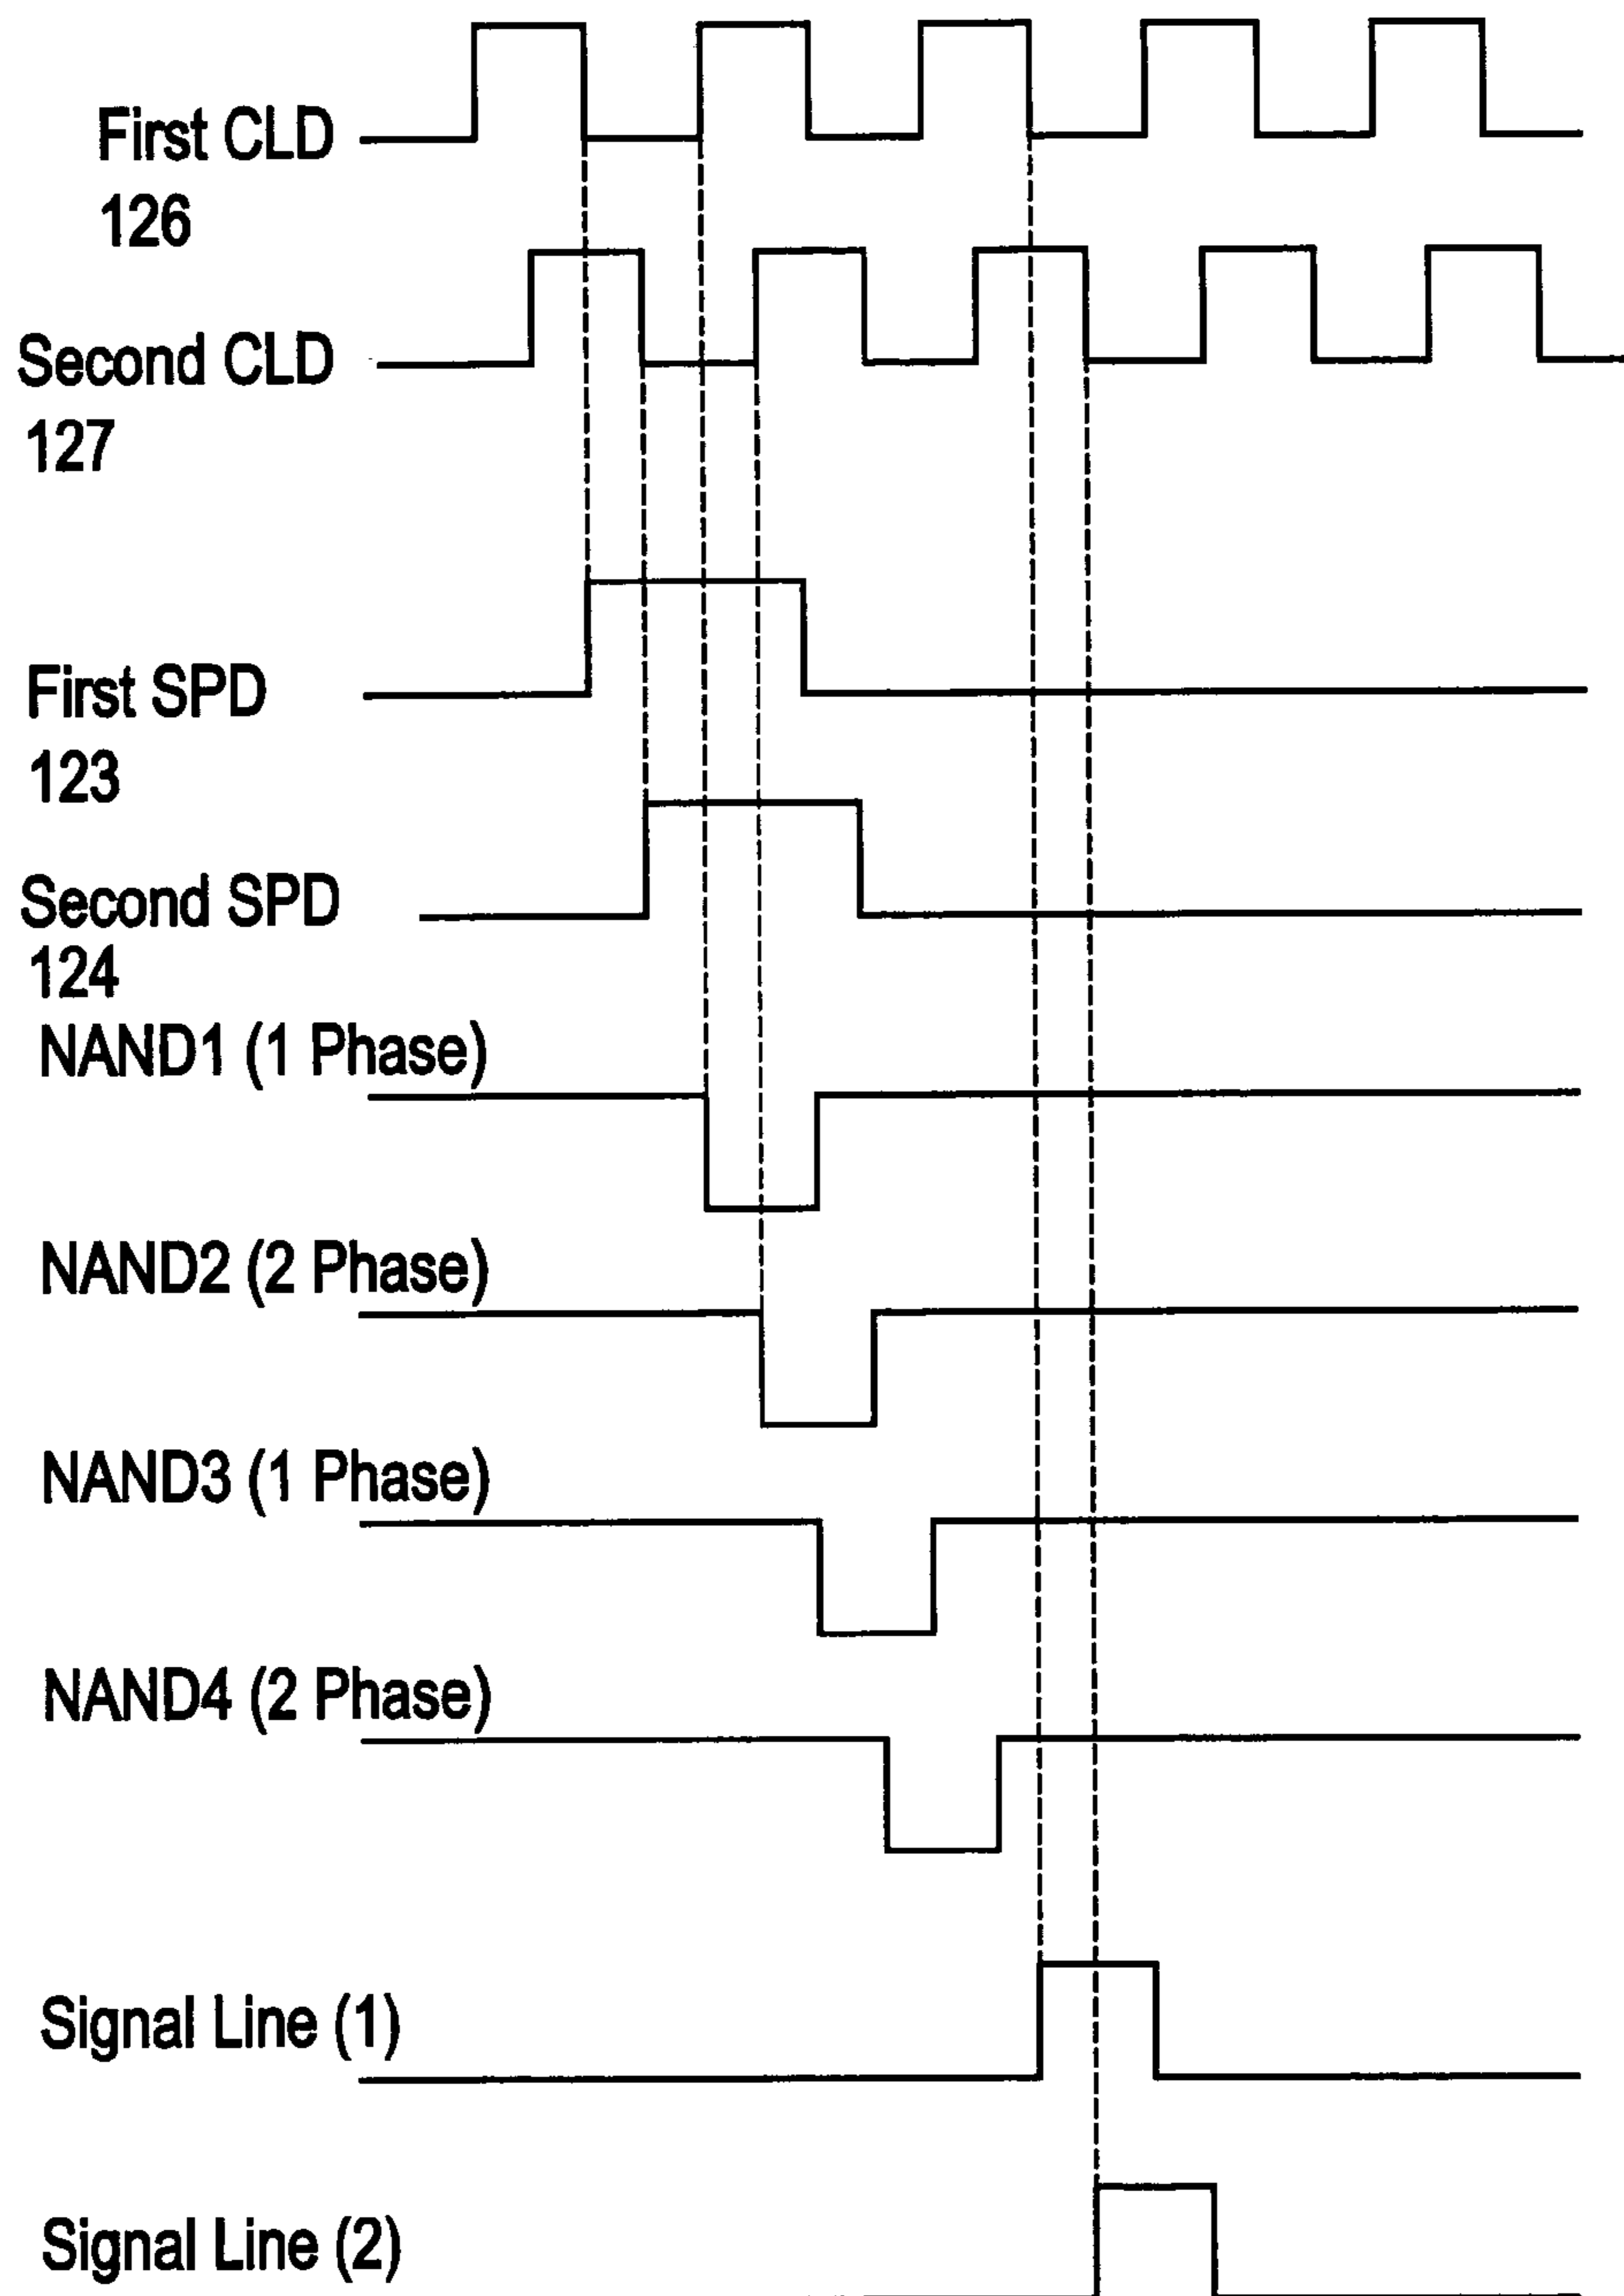 First CLD
126
Second CLD
127
First SPD
123
Second SPD
124
NAND1 (1 Phase)
NAND2 (2 Phase)
NAND3 (1 Phase)
NAND4 (2 Phase)
Signal Line (1)
Signal Line (2)